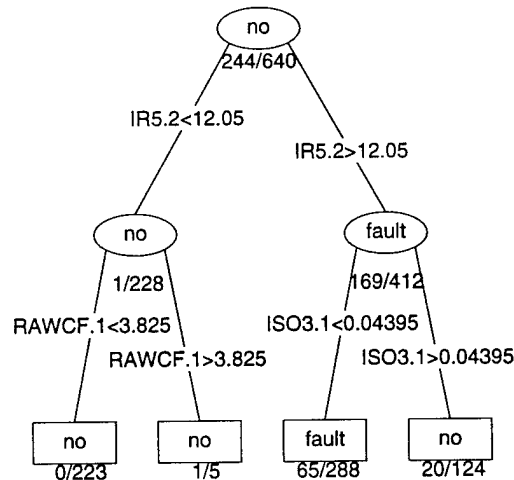 no
244/640
IR5.2<12.05
IR5.2>12.05
no
fault
1/228
169/412
RAWCF.1<3.825
ISO3.1<0.04395
RAWCF.1>3.825
ISO3.1>0.04395
no
no
fault
no
0/223
1/5
65/288
20/124